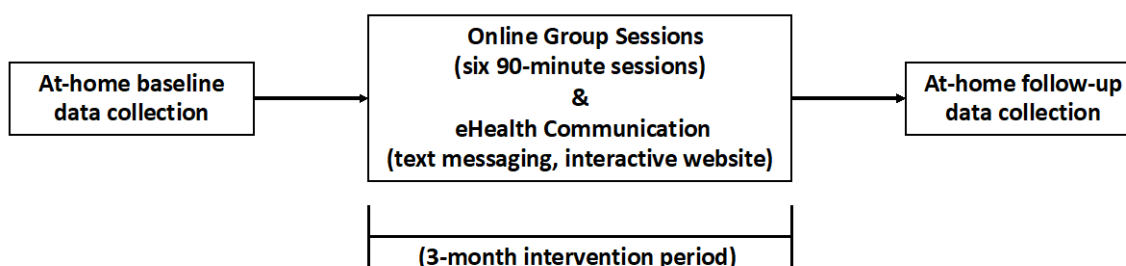 At-home baseline
data collection
Online Group Sessions
(six 90-minute sessions)
&
eHealth Communication
(text messaging, interactive website)
At-home follow-up
data collection
(3-month intervention period)